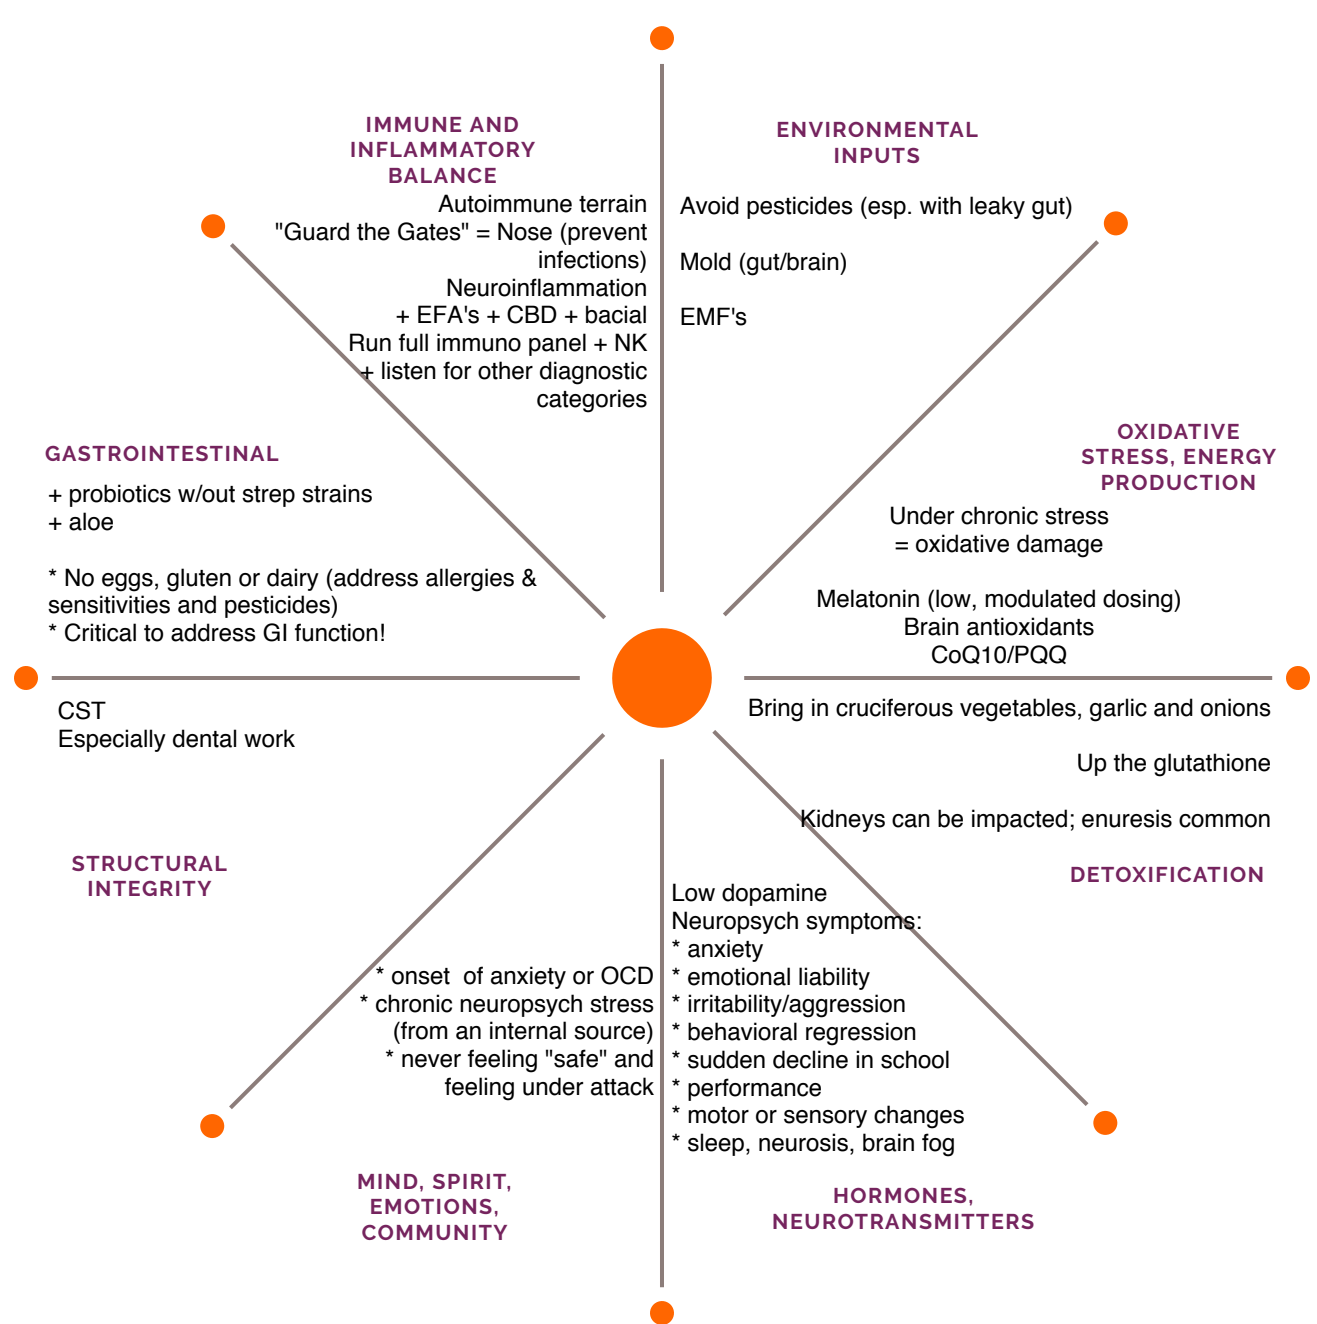 IMMUNE AND
INFLAMMATORY
BALANCE
Autoimmune terrain
"Guard the Gates" = Nose (prevent
infections)
Neuroinflammation
+ EFA's + CBD + bacial
Run full immuno panel + NK
+ listen for other diagnostic
categories
ENVIRONMENTAL
INPUTS
Avoid pesticides (esp. with leaky gut)
Mold (gut/brain)
EMF's
GASTROINTESTINAL
+ probiotics w/out strep strains
+ aloe
* No eggs, gluten or dairy (address allergies &
sensitivities and pesticides)
* Critical to address GI function!
OXIDATIVE
STRESS, ENERGY
PRODUCTION
Under chronic stress
= oxidative damage
Melatonin (low, modulated dosing)
Brain antioxidants
CoQ10/PQQ
CST
Especially dental work
STRUCTURAL
INTEGRITY
Bring in cruciferous vegetables, garlic and onions
Up the glutathione
Kidneys can be impacted; enuresis common
DETOXIFICATION
* onset  of anxiety or OCD
* chronic neuropsych stress
(from an internal source)
* never feeling "safe" and
feeling under attack
MIND, SPIRIT,
EMOTIONS,
COMMUNITY
Low dopamine
Neuropsych symptoms:
* anxiety
* emotional liability
* irritability/aggression
* behavioral regression
* sudden decline in school
* performance
* motor or sensory changes
* sleep, neurosis, brain fog
HORMONES,
NEUROTRANSMITTERS